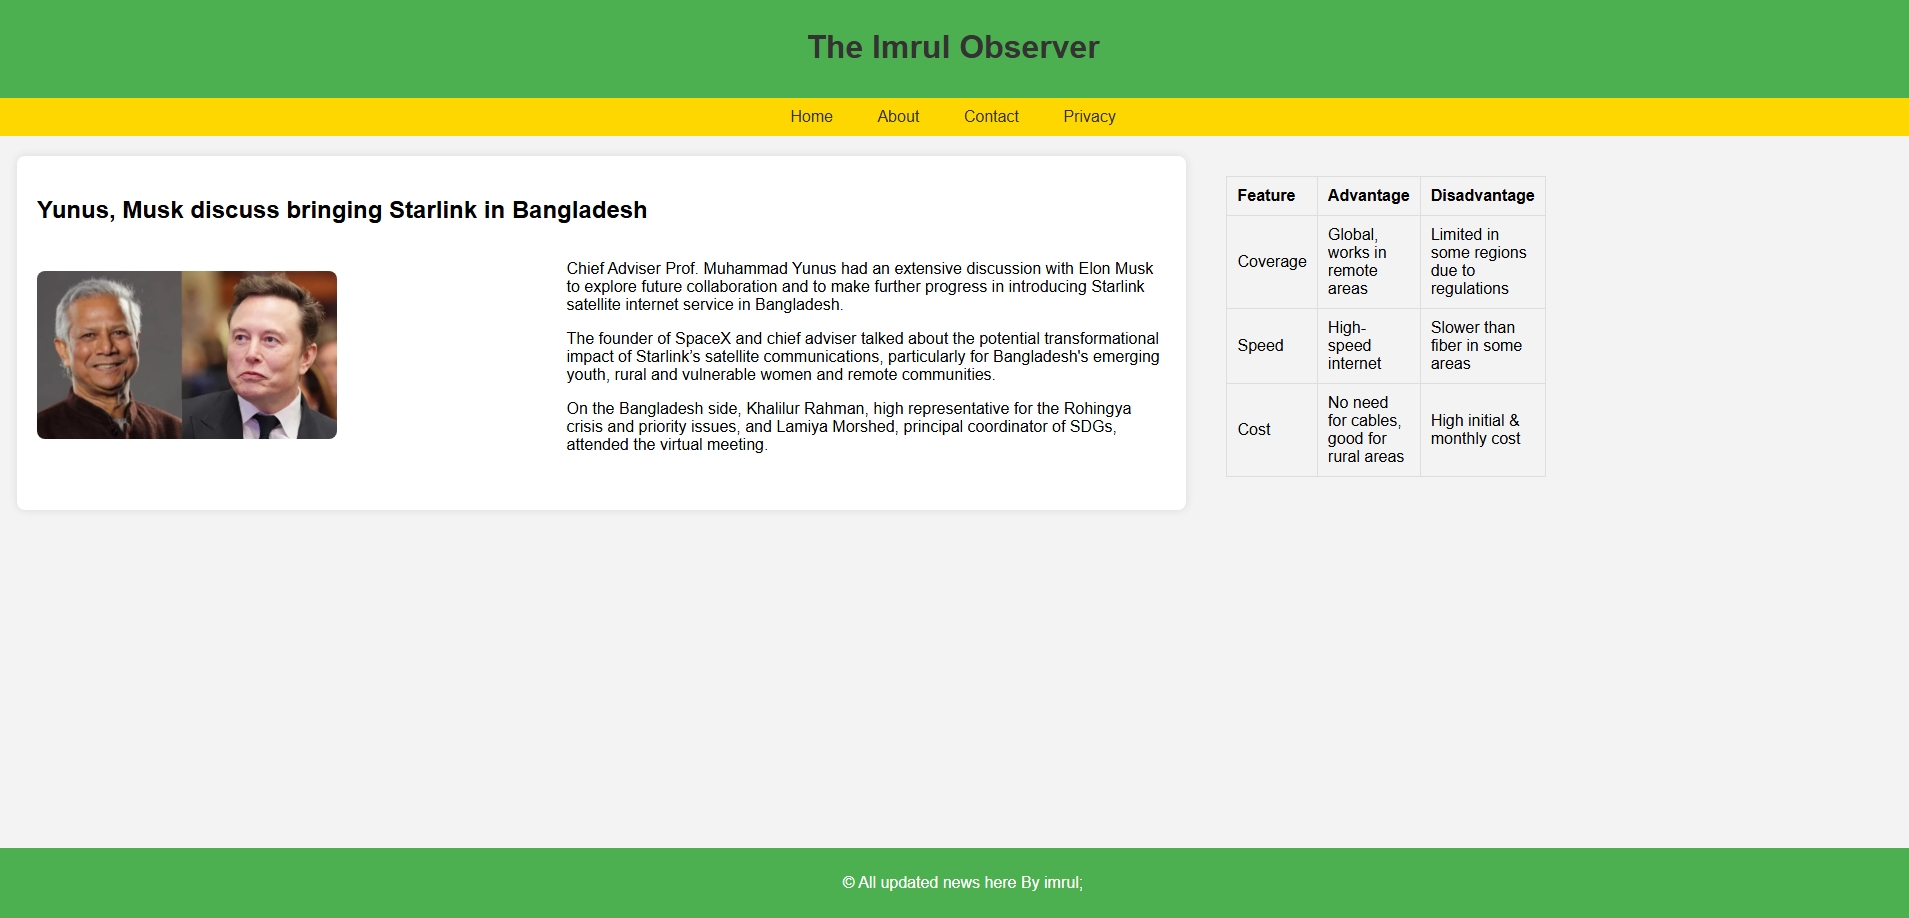 The Imrul Observer
Home About Contact Privacy
Yunus, Musk discuss bringing Starlink in Bangladesh
Chief Adviser Prof. Muhammad Yunus had an extensive discussion with Elon Musk
to explore future collaboration and to make further progress in introducing Starlink
satellite internet service in Bangladesh.
The founder of SpaceX and chief adviser talked about the potential transformational
impact of Starlink’s satellite communications, particularly for Bangladesh's emerging
youth, rural and vulnerable women and remote communities.
On the Bangladesh side, Khalilur Rahman, high representative for the Rohingya
crisis and priority issues, and Lamiya Morshed, principal coordinator of SDGs,
attended the virtual meeting.
Feature Advantage Disadvantage
Coverage
Global,
works in
remote
areas
Limited in
some regions
due to
regulations
Speed
High-
speed
internet
Slower than
fiber in some
areas
Cost
No need
for cables,
good for
rural areas
High initial &
monthly cost
© All updated news here By imrul;